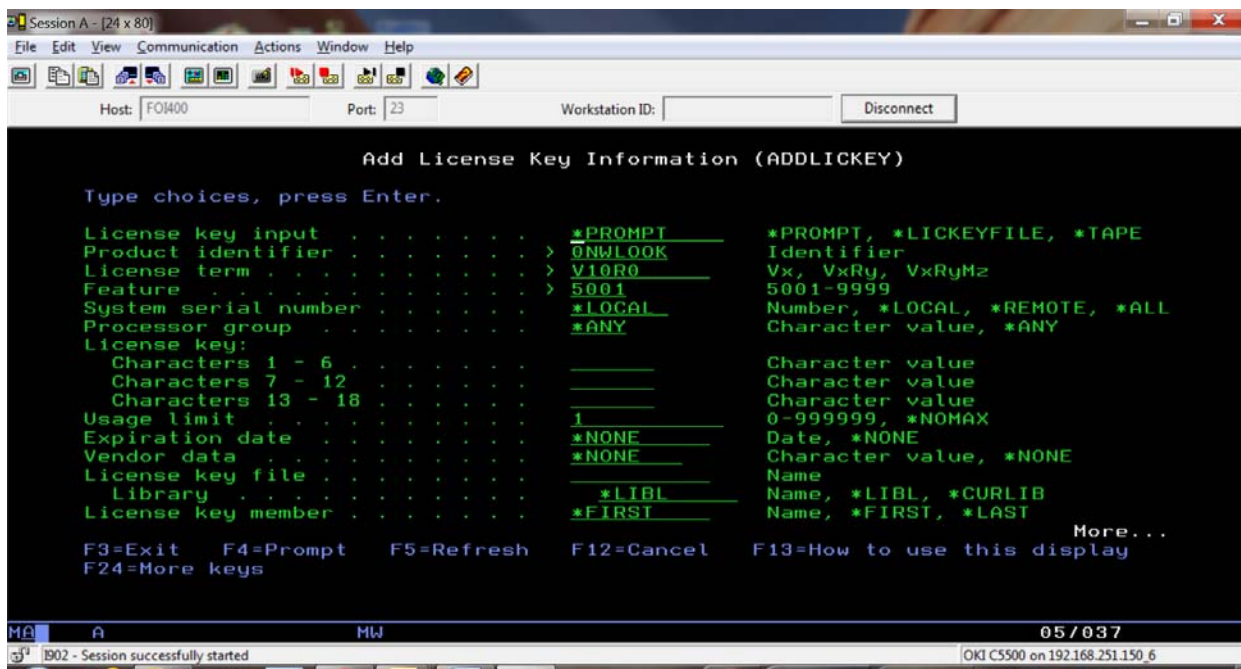 Session A - [24 x 80]
File Edit View Communication Actions Window Help
Host: FOI400 Port: 23 Workstation ID: Disconnect
Add License Key Information (ADDLICKEY)
Type choices, press Enter.
License key input . . . . . . . *PROMPT *PROMPT, *LICKEYFILE, *TAPE
Product identifier . . . . . . . > 0NWLOOK Identifier
License term . . . . . . . . . . > V10R0 Vx, VxRy, VxRyMz
Feature . . . . . . . . . . . . > 5001 5001-9999
System serial number . . . . . . *LOCAL Number, *LOCAL, *REMOTE, *ALL
Processor group . . . . . . . . *ANY Character value, *ANY
License key:
Characters 1 - 6 . . . . . . . Character value
Characters 7 - 12 . . . . . . Character value
Characters 13 - 18 . . . . . . Character value
Usage limit . . . . . . . . . . 1 0-999999, *NOMAX
Expiration date . . . . . . . . *NONE Date, *NONE
Vendor data . . . . . . . . . . *NONE Character value, *NONE
License key file . . . . . . . . Name
Library . . . . . . . . . . . *LIBL Name, *LIBL, *CURLIB
License key member . . . . . . . *FIRST Name, *FIRST, *LAST
More...
F3=Exit F4=Prompt F5=Refresh F12=Cancel F13=How to use this display
F24=More keys
MA A MW 05/037
I902 - Session successfully started OKI C5500 on 192.168.251.150_6